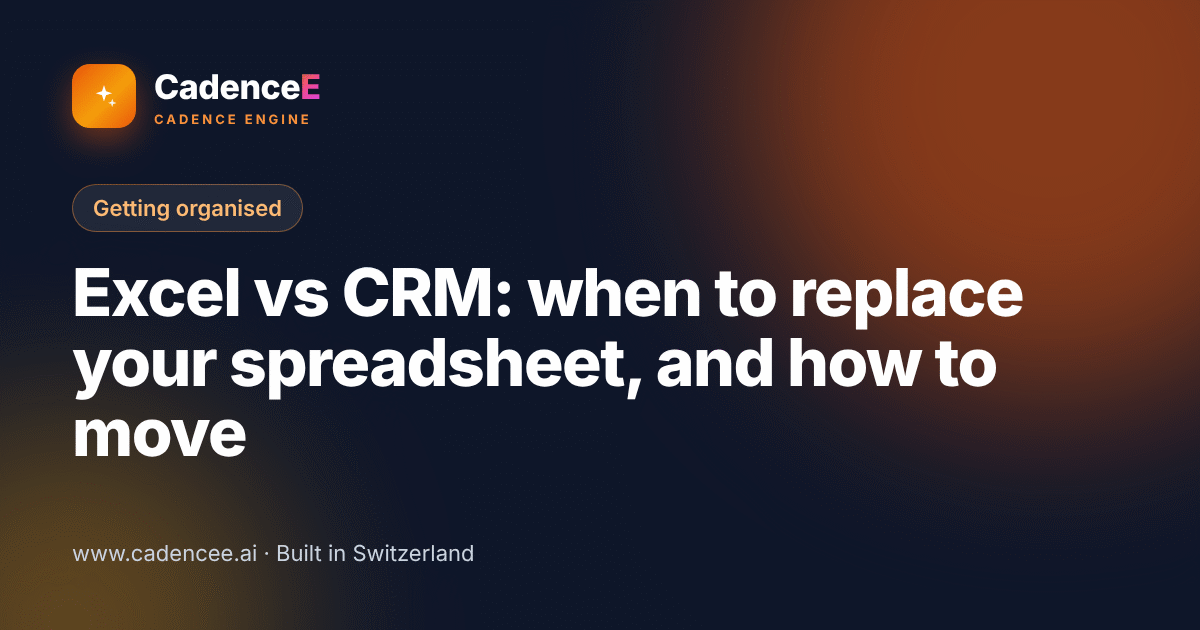 CadenceE
CADENCE ENGINE
Getting organised
Excel vs CRM: when to replace
your spreadsheet, and how to
move
www.cadencee.ai · Built in Switzerland